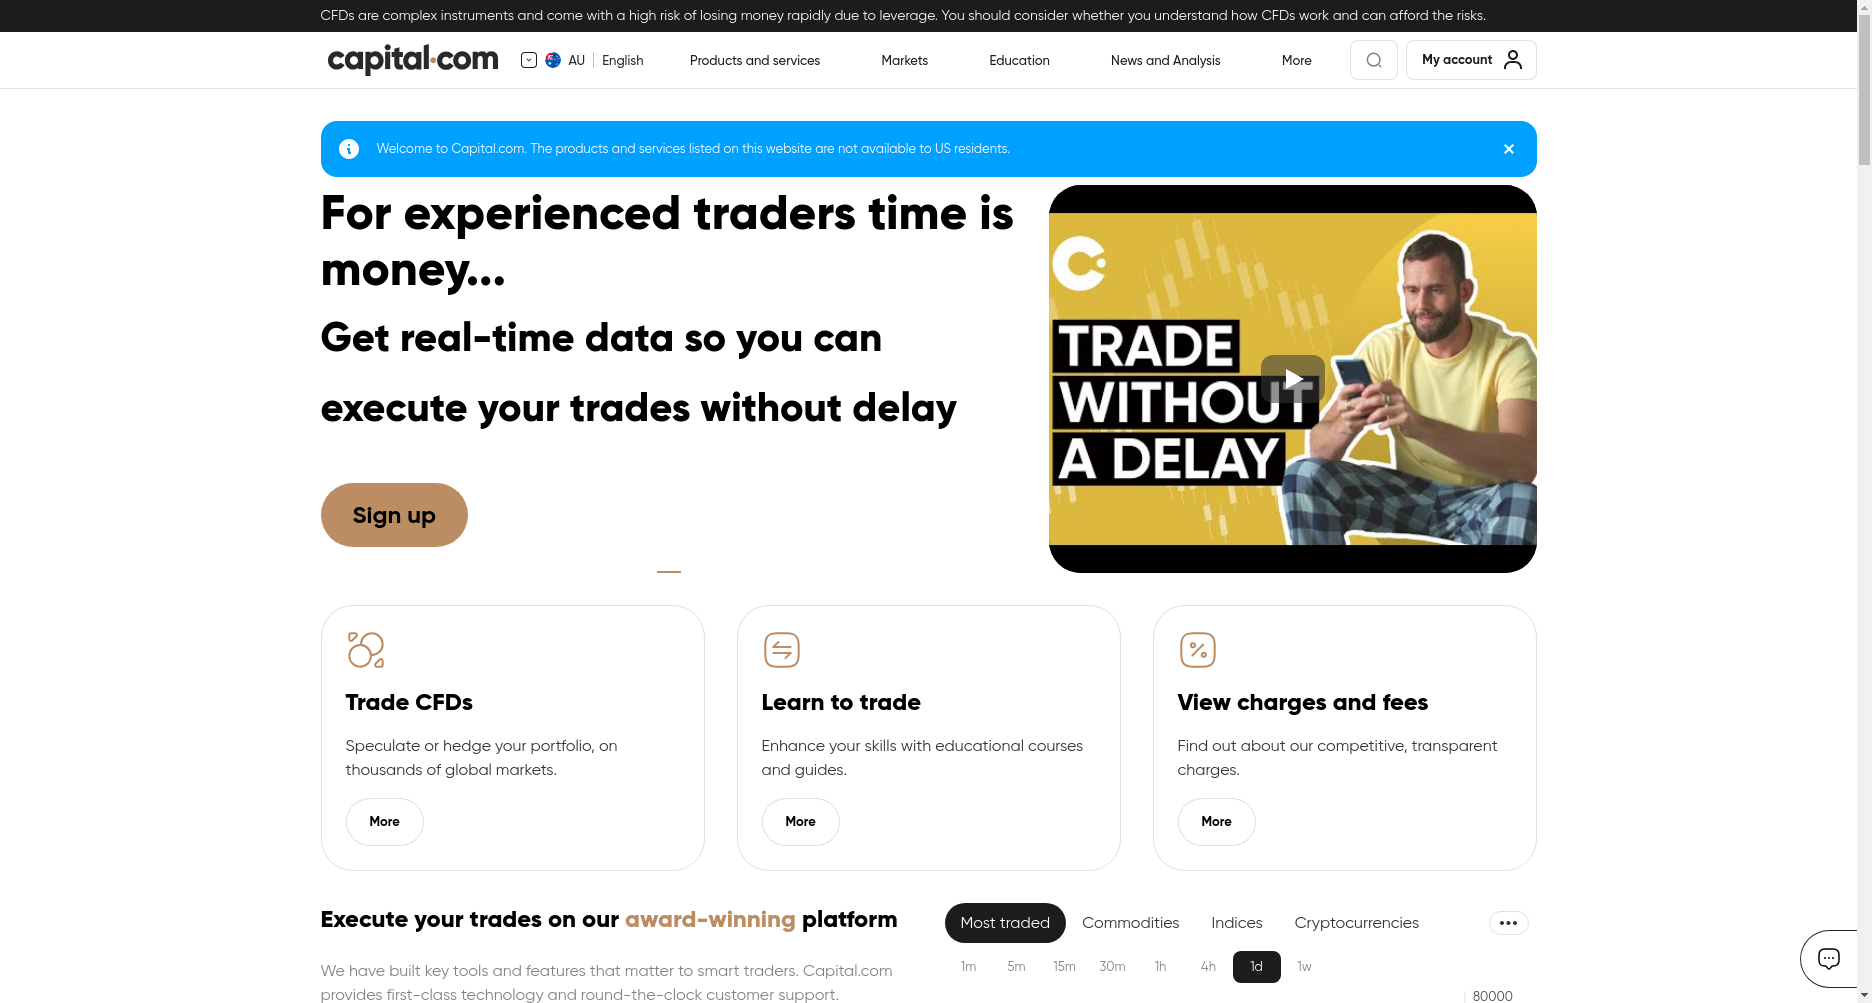 CFDs are complex instruments and come with a high risk of losing money rapidly due to leverage. You should consider whether you understand how CFDs work and can afford the risks.
capital.com AU English Products and services Markets Education News and Analysis More My account
Welcome to Capital.com. The products and services listed on this website are not available to US residents.
For experienced traders time is
money...
Get real-time data so you can
execute your trades without delay
Sign up
TRADE
WITHOUT
A DELAY
Trade CFDs
Speculate or hedge your portfolio, on
thousands of global markets.
More
Learn to trade
Enhance your skills with educational courses
and guides.
More
View charges and fees
Find out about our competitive, transparent
charges.
More
Execute your trades on our award-winning platform
We have built key tools and features that matter to smart traders. Capital.com
provides first-class technology and round-the-clock customer support.
Most traded Commodities Indices Cryptocurrencies
1m 5m 15m 30m 1h 4h 1d 1w
80000